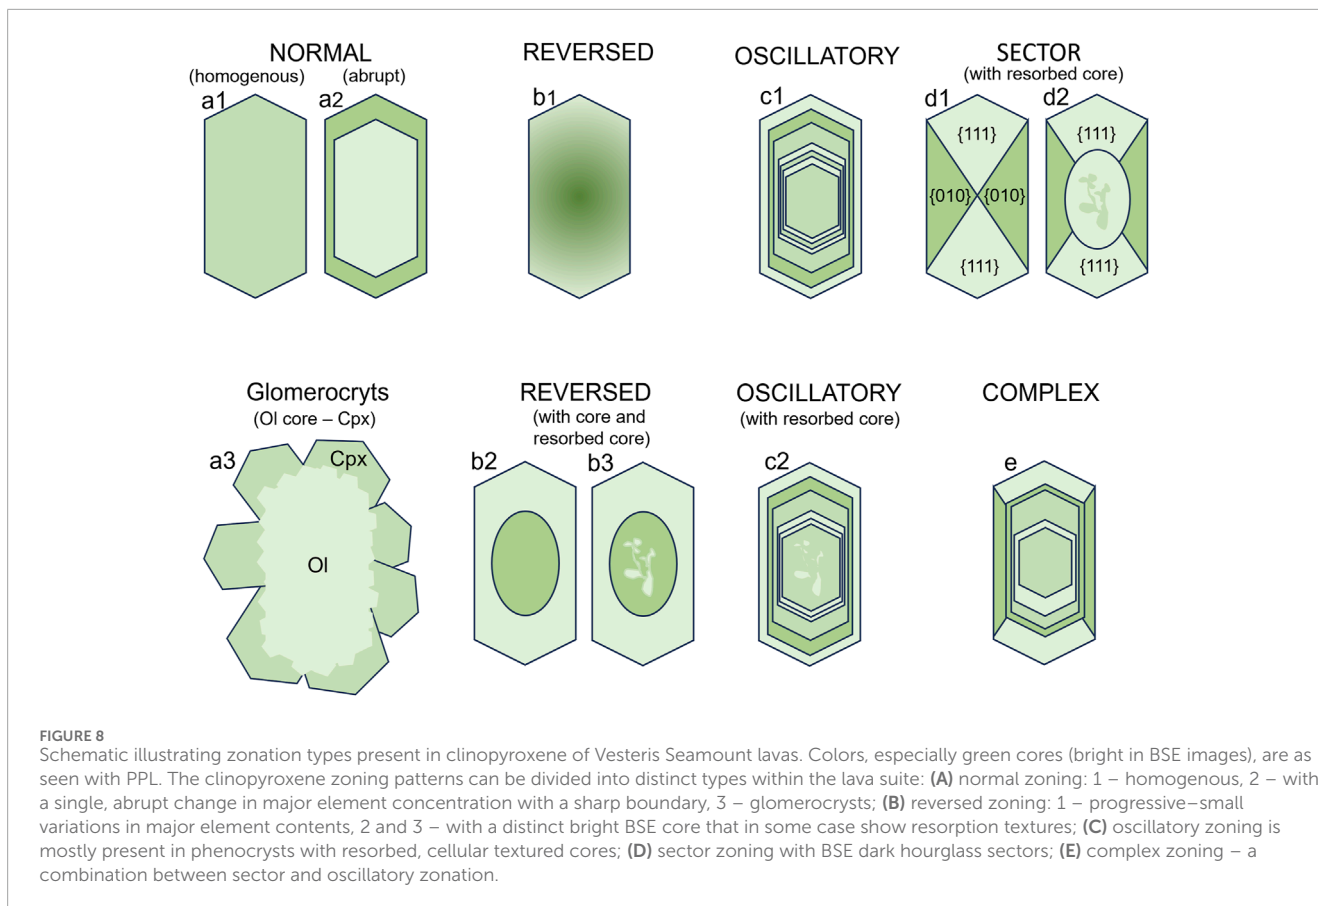 NORMAL
(homogenous) (abrupt)
a1 a2
REVERSED
b1
OSCILLATORY
c1
SECTOR
(with resorbed core)
d1 d2
{111} {111}
{010} {010}
{111} {111}
Glomerocryts
(Ol core – Cpx)
a3
Cpx
Ol
REVERSED
(with core and
resorbed core)
b2 b3
OSCILLATORY
(with resorbed core)
c2
COMPLEX
e
FIGURE 8
Schematic illustrating zonation types present in clinopyroxene of Vesteris Seamount lavas. Colors, especially green cores (bright in BSE images), are as
seen with PPL. The clinopyroxene zoning patterns can be divided into distinct types within the lava suite: (A) normal zoning: 1 – homogenous, 2 – with
a single, abrupt change in major element concentration with a sharp boundary, 3 – glomerocrysts; (B) reversed zoning: 1 – progressive–small
variations in major element contents, 2 and 3 – with a distinct bright BSE core that in some case show resorption textures; (C) oscillatory zoning is
mostly present in phenocrysts with resorbed, cellular textured cores; (D) sector zoning with BSE dark hourglass sectors; (E) complex zoning – a
combination between sector and oscillatory zonation.